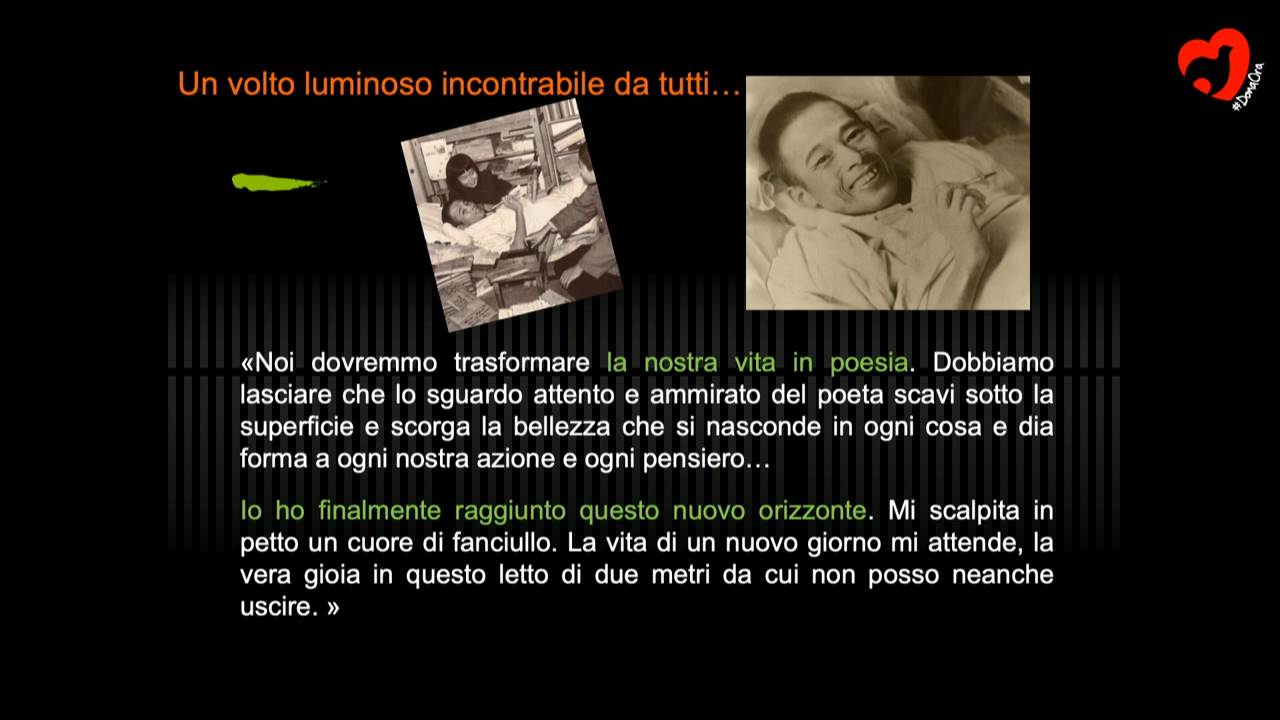 Un volto luminoso incontrabile da tutti…
#DonaOra
«Noi dovremmo trasformare la nostra vita in poesia. Dobbiamo
lasciare che lo sguardo attento e ammirato del poeta scavi sotto la
superficie e scorga la bellezza che si nasconde in ogni cosa e dia
forma a ogni nostra azione e ogni pensiero…
Io ho finalmente raggiunto questo nuovo orizzonte. Mi scalpita in
petto un cuore di fanciullo. La vita di un nuovo giorno mi attende, la
vera gioia in questo letto di due metri da cui non posso neanche
uscire. »